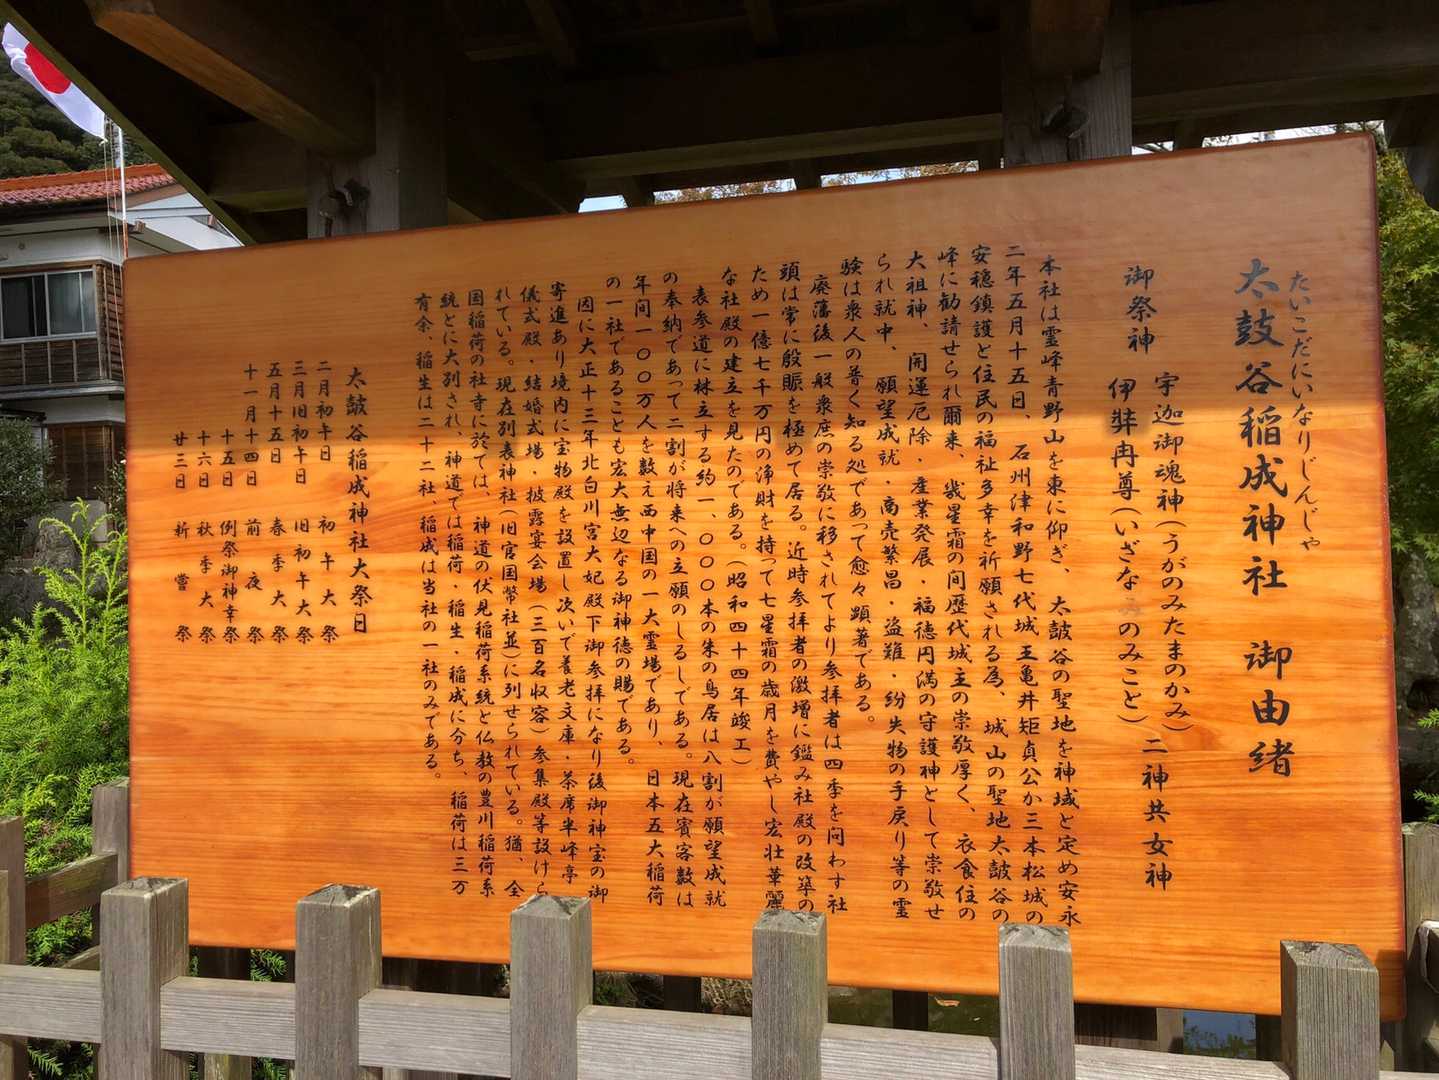 たいこだにいなりじんじゃ
太鼓谷稲成神社 御由緒
御祭神 宇迦御魂神(うがのみたまのかみ)
伊弉冉尊(いざなみのみこと) 二神共女神
本社は霊峰青野山を東に仰ぎ、太皷谷の聖地を神域と定め安永
二年五月十五日、石州津和野七代城主亀井矩貞公か三本松城の
安穏鎮護と住民の福祉多幸を祈願される為、城山の聖地太皷谷の
峰に勧請せられ爾来、幾星霜の間歴代城主の崇敬厚く、衣食住の
大祖神、開運厄除・産業発展・福徳円満の守護神として崇敬せ
られ就中、願望成就・商売繁昌・盗難・紛失物の手戻り等の霊
験は衆人の普く知る処であって愈々顕著である。
廃藩後一般衆庶の崇敬に移されてより参拝者は四季を問わす社
頭は常に殷賑を極めて居る。近時参拝者の激増に鑑み社殿の改築の
ため一億七千万円の浄財を持って七星霜の歳月を費やし宏壮華麗
な社殿の建立を見たのである。(昭和四十四年竣工)
表参道に林立する約一、〇〇〇本の朱の鳥居は八割が願望成就
の奉納であって二割が将来への立願のしるしである。現在賓客数は
年間一〇〇万人を数え西中国の一大霊場であり、日本五大稲荷
の一社であることも宏大無辺なる御神徳の賜である。
因に大正十三年北白川宮大妃殿下御参拝になり後御神宝の御
寄進あり境内に宝物殿を設置し次いで養老文庫・茶席半峰亭
儀式殿・結婚式場・披露宴会場(三百名収容)参集殿等設けら
れている。現在別表神社(旧官国幣社並)に列せられている。猶、全
国稲荷の社寺に於ては、神道の伏見稲荷系統と仏教の豊川稲荷系
統とに大別され、神道では稲荷・稲生・稲成に分ち、稲荷は三万
有余、稲生は二十二社、稲成は当社の一社のみである。
太皷谷稲成神社大祭日
二月初午日 初午大祭
三月旧初午日 旧初午大祭
五月十五日 春季大祭
十一月十四日 前夜祭
十五日 例祭御神幸祭
十六日 秋季大祭
廿三日 新嘗祭